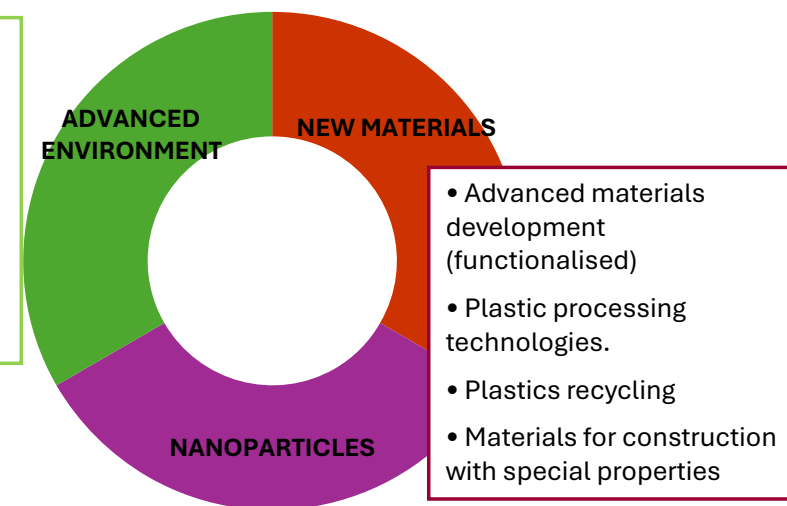 ADVANCED
ENVIRONMENT
NEW MATERIALS
• Advanced materials
development
(functionalised)
• Plastic processing
technologies.
• Plastics recycling
• Materials for construction
with special properties
NANOPARTICLES